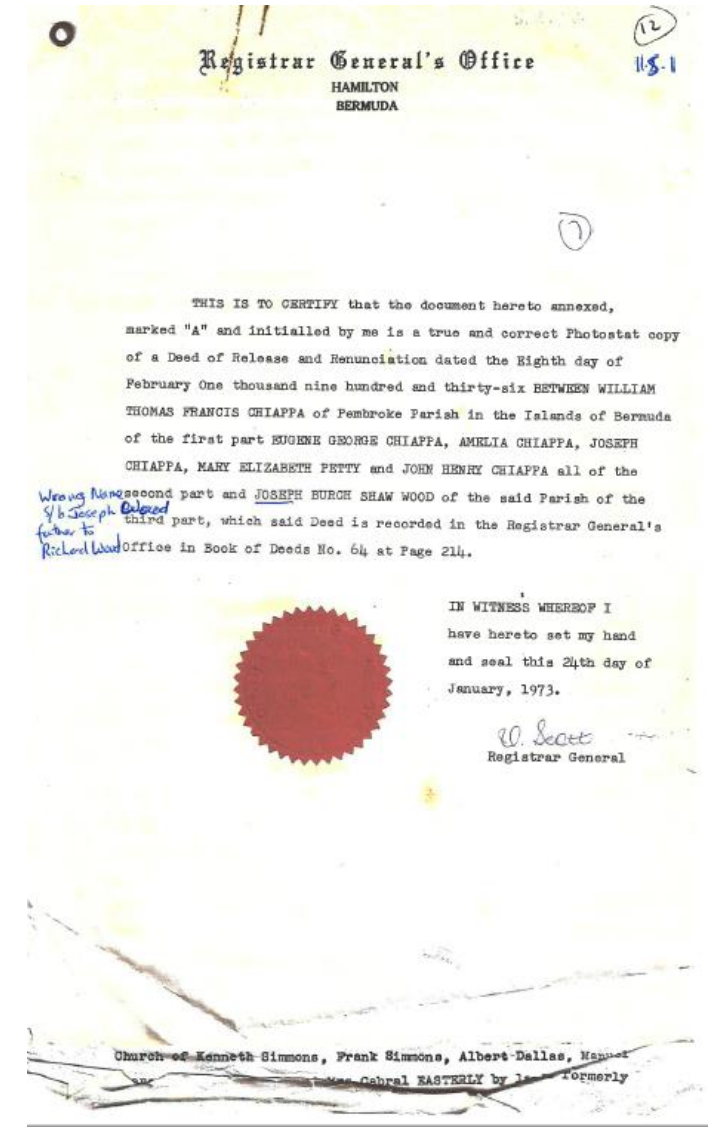 12
11.8.1
Registrar General's Office
HAMILTON
BERMUDA
7
THIS IS TO CERTIFY that the document hereto annexed,
marked "A" and initialled by me is a true and correct Photostat copy
of a Deed of Release and Renunciation dated the Eighth day of
February One thousand nine hundred and thirty-six BETWEEN WILLIAM
THOMAS FRANCIS CHIAPPA of Pembroke Parish in the Islands of Bermuda
of the first part EUGENE GEORGE CHIAPPA, AMELIA CHIAPPA, JOSEPH
CHIAPPA, MARY ELIZABETH PETTY and JOHN HENRY CHIAPPA all of the
second part and JOSEPH BURCH SHAW WOOD of the said Parish of the
third part, which said Deed is recorded in the Registrar General's
Office in Book of Deeds No. 64 at Page 214.
Wrong Name
S/b Joseph
father to
Richard Wood
IN WITNESS WHEREOF I
have hereto set my hand
and seal this 24th day of
January, 1973.
Registrar General
Church of Kenneth Simmons, Frank Simmons, Albert Dallas, Manuel
Cabral EASTERLY by formerly